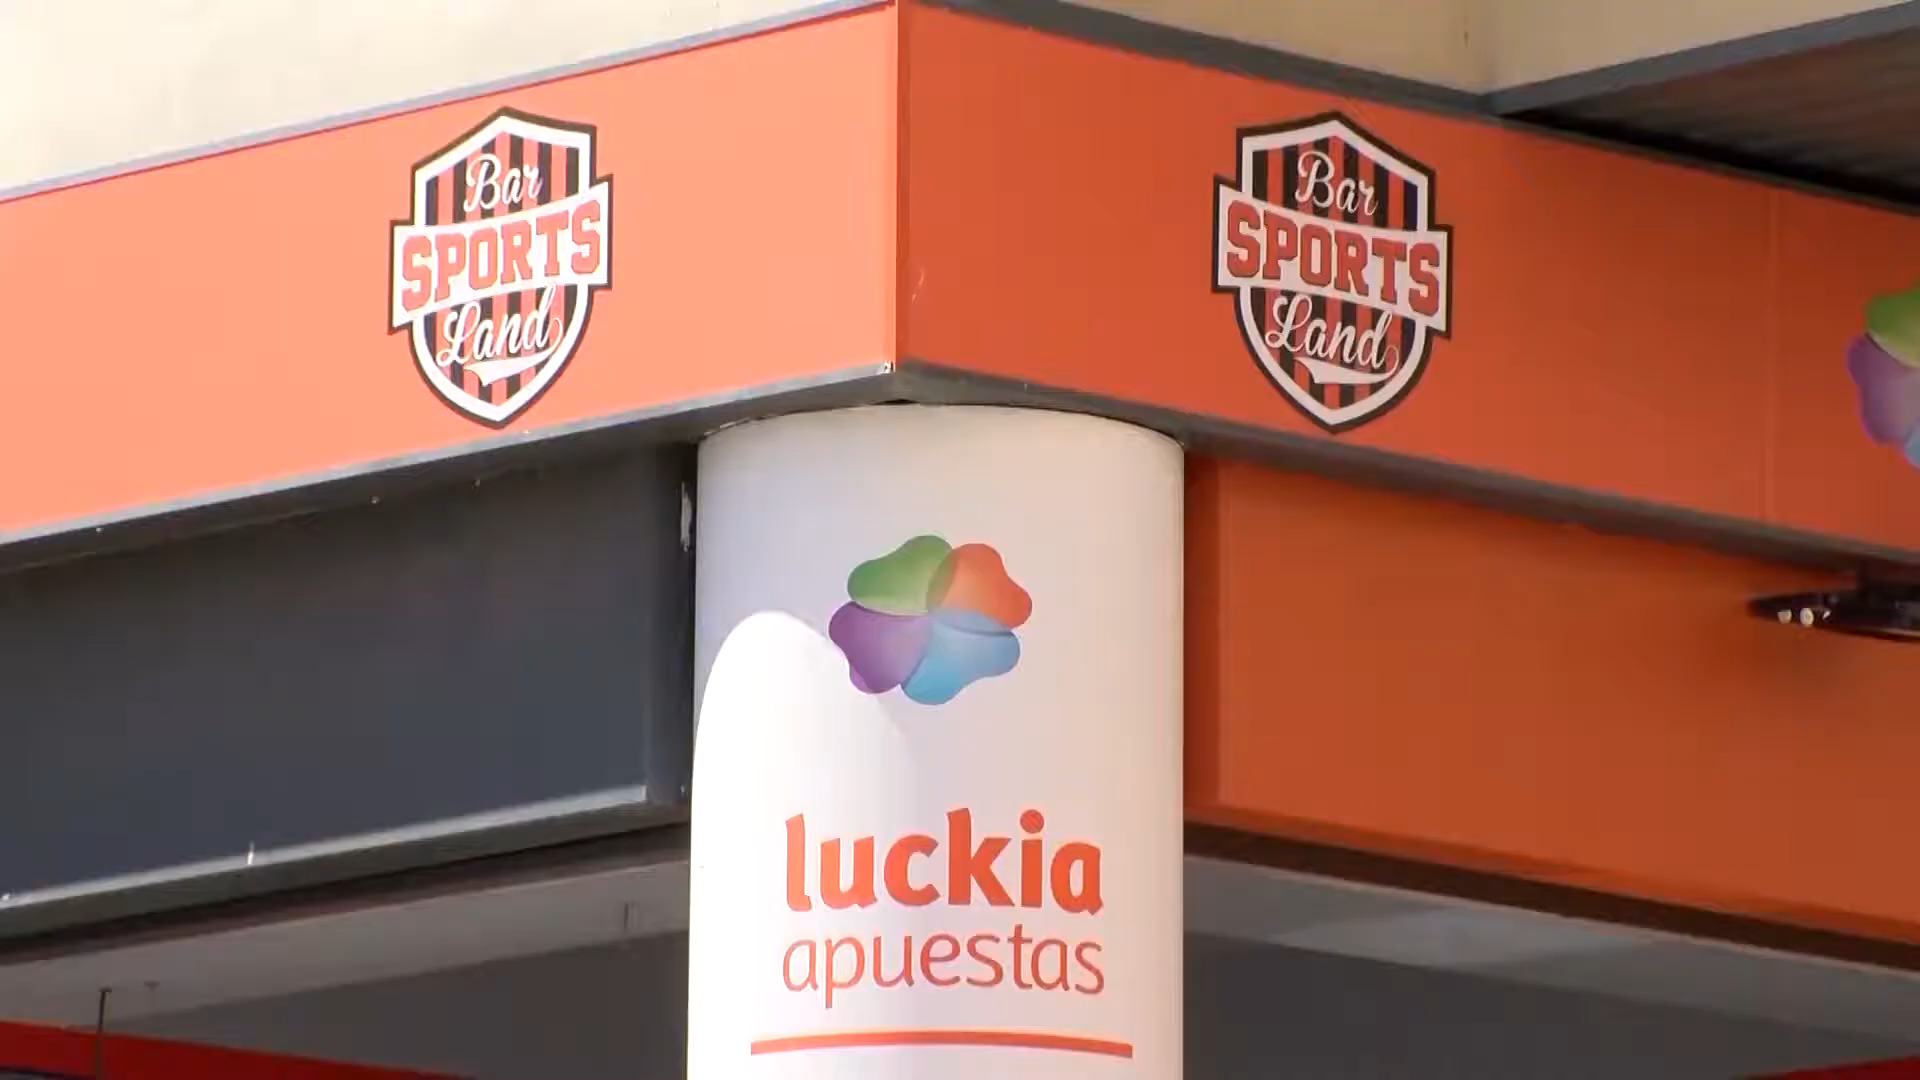 Bar
SPORTS
Land
Bar
SPORTS
Land
luckia
apuestas